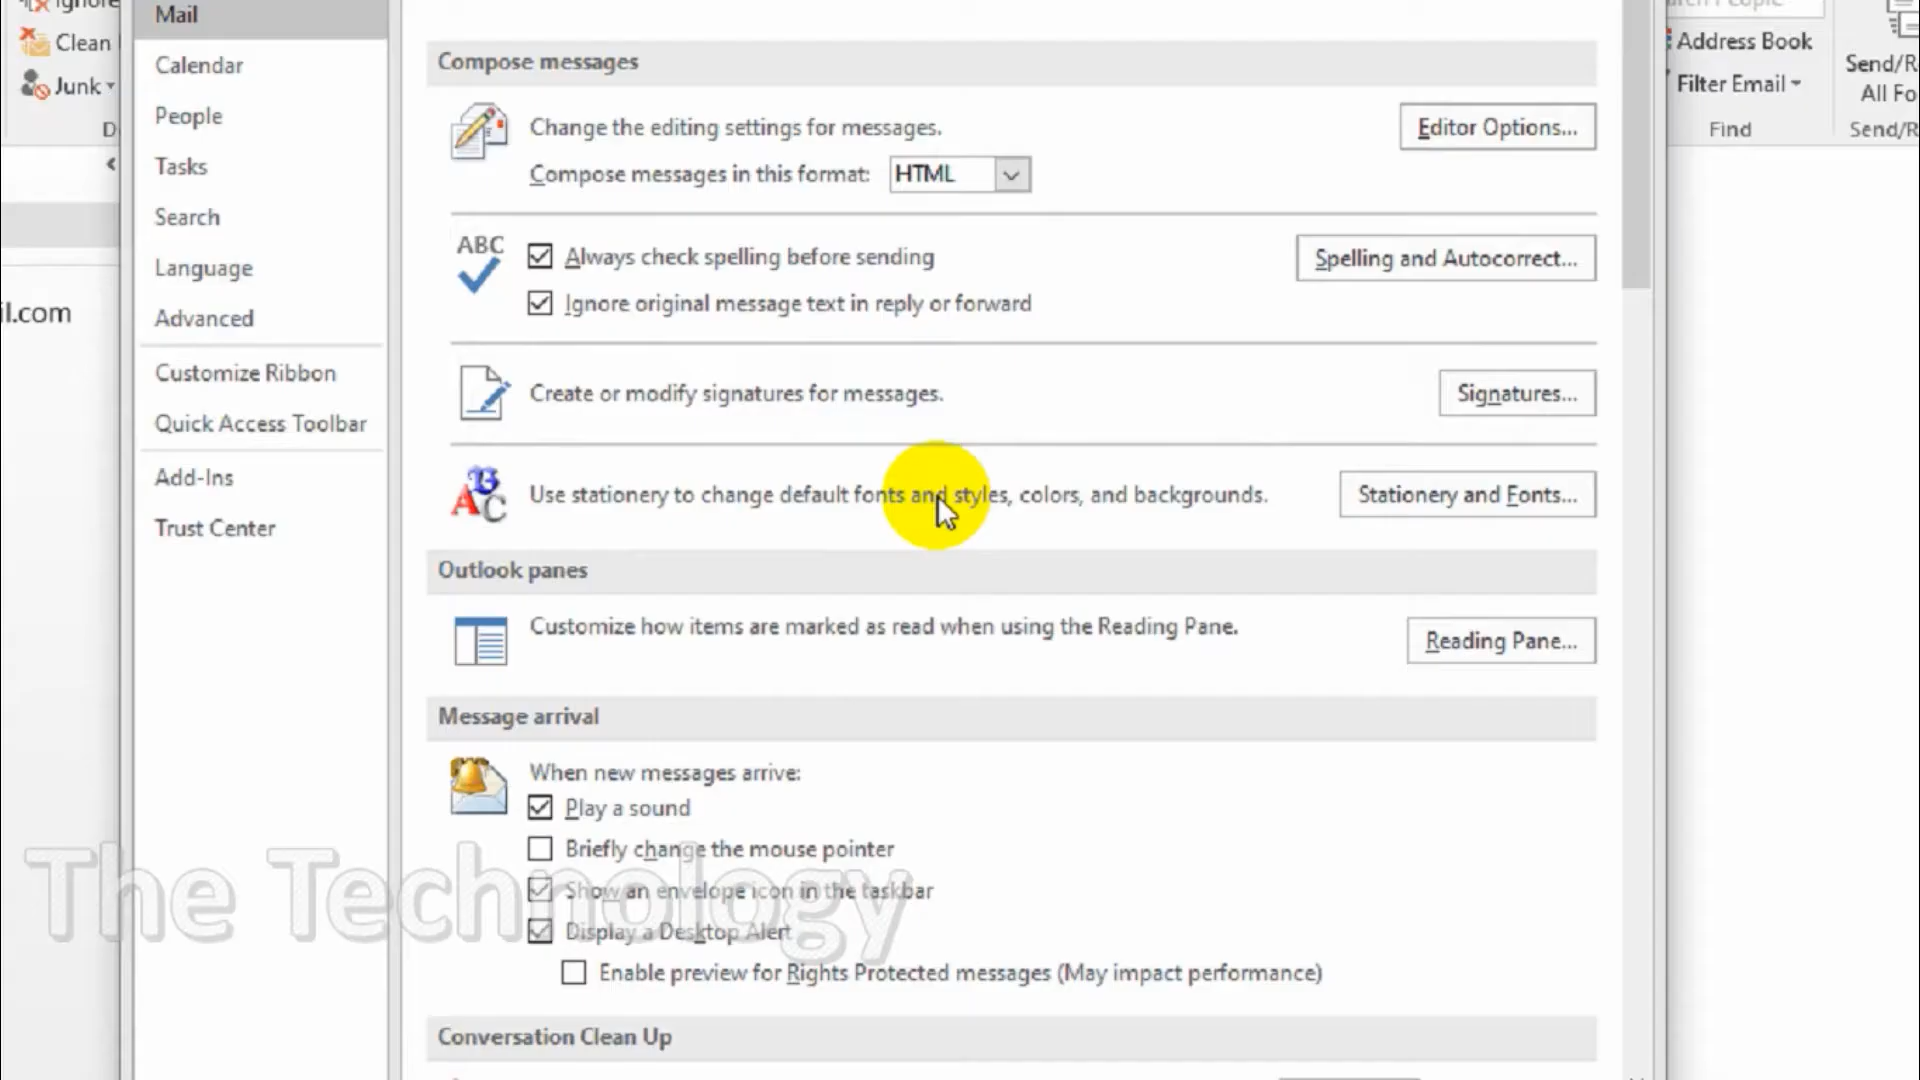 Ignore
Clean
Junk
il.com
Mail
Calendar
People
Tasks
Search
Language
Advanced
Customize Ribbon
Quick Access Toolbar
Add-Ins
Trust Center
Compose messages
Change the editing settings for messages.
Editor Options...
Compose messages in this format:
HTML
ABC
Always check spelling before sending
Spelling and Autocorrect...
Ignore original message text in reply or forward
Create or modify signatures for messages.
Signatures...
Use stationery to change default fonts and styles, colors, and backgrounds.
Stationery and Fonts...
Outlook panes
Customize how items are marked as read when using the Reading Pane.
Reading Pane...
Message arrival
When new messages arrive:
Play a sound
Briefly change the mouse pointer
Show an envelope icon in the taskbar
Display a Desktop Alert
Enable preview for Rights Protected messages (May impact performance)
Conversation Clean Up
Address Book
Filter Email
Find
Send/R
All Fo
Send/R
The Technology